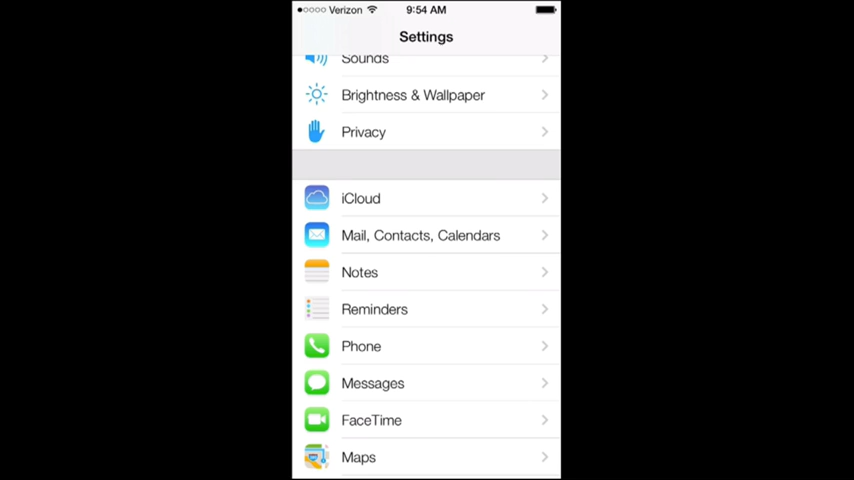 Verizon 9:54 AM
Settings
Sounds
Brightness & Wallpaper
Privacy
iCloud
Mail, Contacts, Calendars
Notes
Reminders
Phone
Messages
FaceTime
Maps